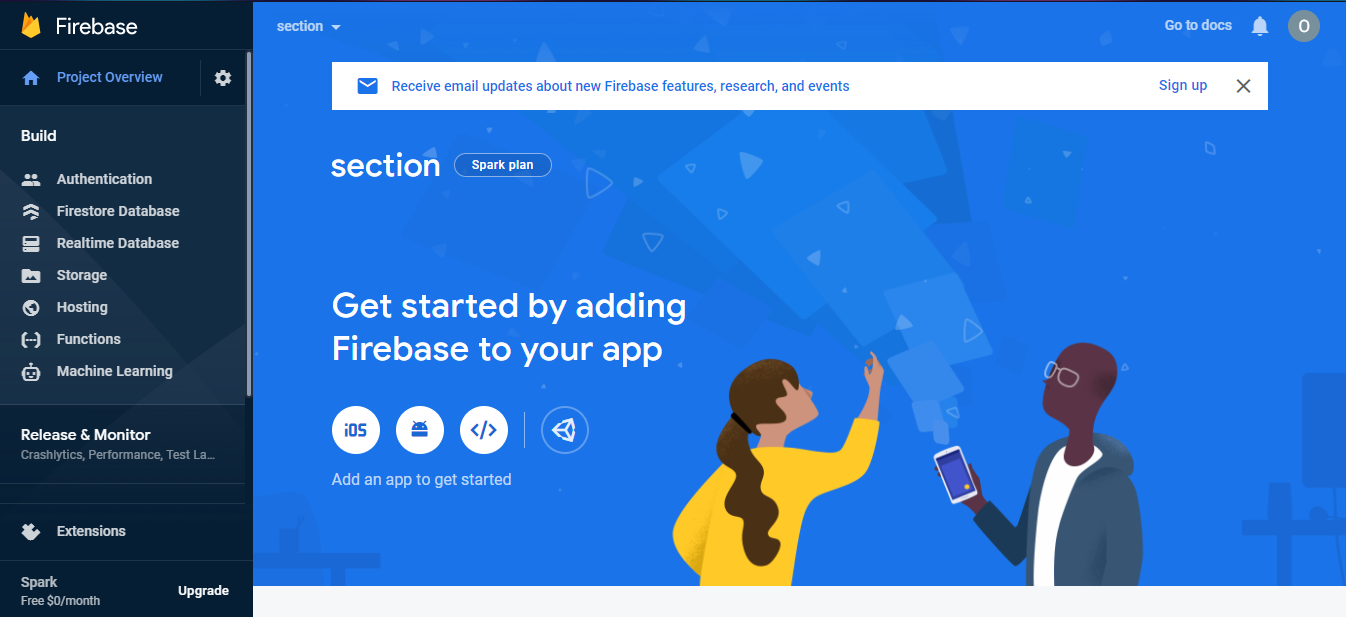 Firebase
Project Overview
Build
Authentication
Firestore Database
Realtime Database
Storage
Hosting
Functions
Machine Learning
Release & Monitor
Crashlytics, Performance, Test La...
Extensions
Spark
Free $0/month
Upgrade
section
Go to docs
O
Receive email updates about new Firebase features, research, and events
Sign up
section
Spark plan
Get started by adding
Firebase to your app
iOS
Add an app to get started